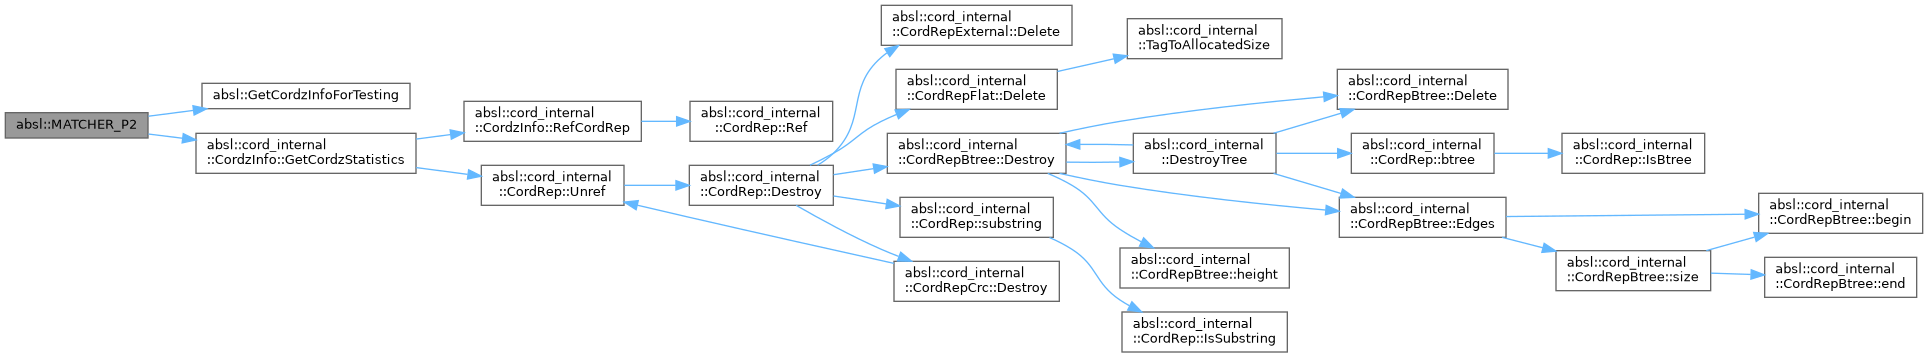 absl::MATCHER_P2
absl::GetCordzInfoForTesting
absl::cord_internal
::CordzInfo::GetCordzStatistics
absl::cord_internal
::CordzInfo::RefCordRep
absl::cord_internal
::CordRep::Unref
absl::cord_internal
::CordRep::Ref
absl::cord_internal
::CordRep::Destroy
absl::cord_internal
::CordRepExternal::Delete
absl::cord_internal
::CordRepFlat::Delete
absl::cord_internal
::CordRepBtree::Destroy
absl::cord_internal
::CordRep::substring
absl::cord_internal
::CordRepCrc::Destroy
absl::cord_internal
::TagToAllocatedSize
absl::cord_internal
::DestroyTree
absl::cord_internal
::CordRepBtree::height
absl::cord_internal
::CordRep::IsSubstring
absl::cord_internal
::CordRepBtree::Delete
absl::cord_internal
::CordRep::btree
absl::cord_internal
::CordRepBtree::Edges
absl::cord_internal
::CordRep::IsBtree
absl::cord_internal
::CordRepBtree::size
absl::cord_internal
::CordRepBtree::begin
absl::cord_internal
::CordRepBtree::end